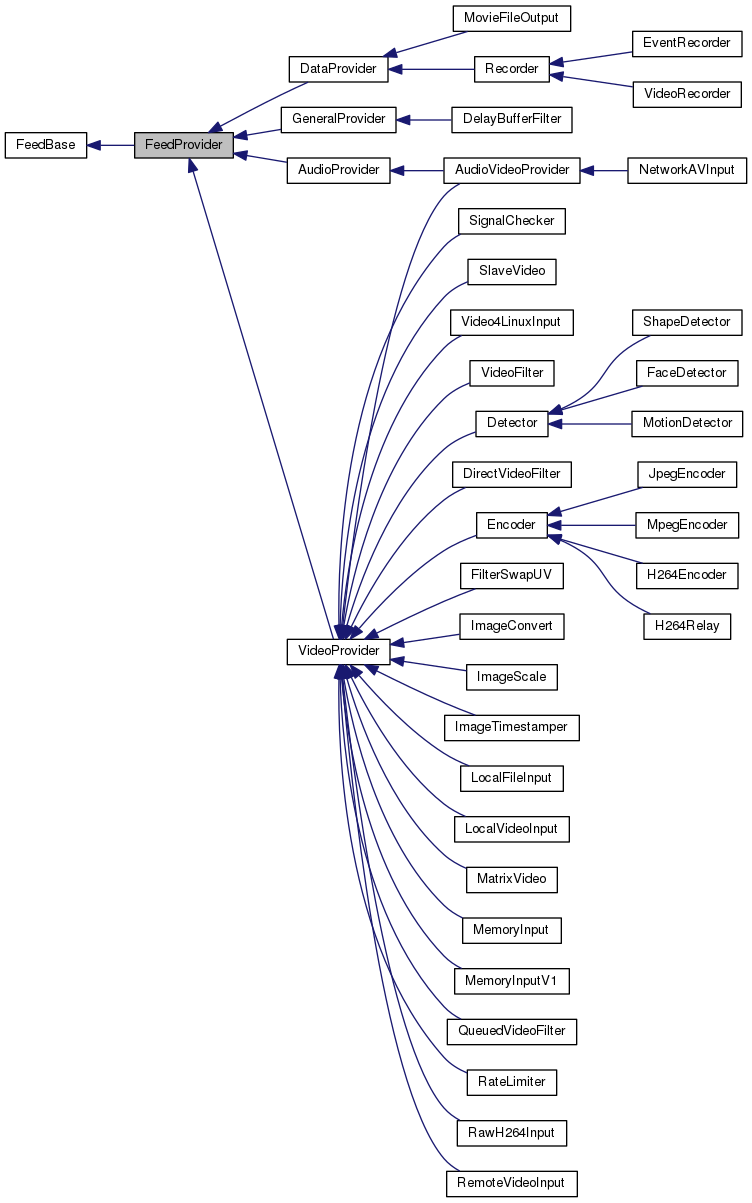 MovieFileOutput
EventRecorder
DataProvider
Recorder
VideoRecorder
GeneralProvider
DelayBufferFilter
FeedBase
FeedProvider
AudioProvider
AudioVideoProvider
NetworkAVInput
SignalChecker
SlaveVideo
Video4LinuxInput
ShapeDetector
VideoFilter
FaceDetector
Detector
MotionDetector
DirectVideoFilter
JpegEncoder
Encoder
MpegEncoder
FilterSwapUV
H264Encoder
ImageConvert
H264Relay
VideoProvider
ImageScale
ImageTimestamper
LocalFileInput
LocalVideoInput
MatrixVideo
MemoryInput
MemoryInputV1
QueuedVideoFilter
RateLimiter
RawH264Input
RemoteVideoInput